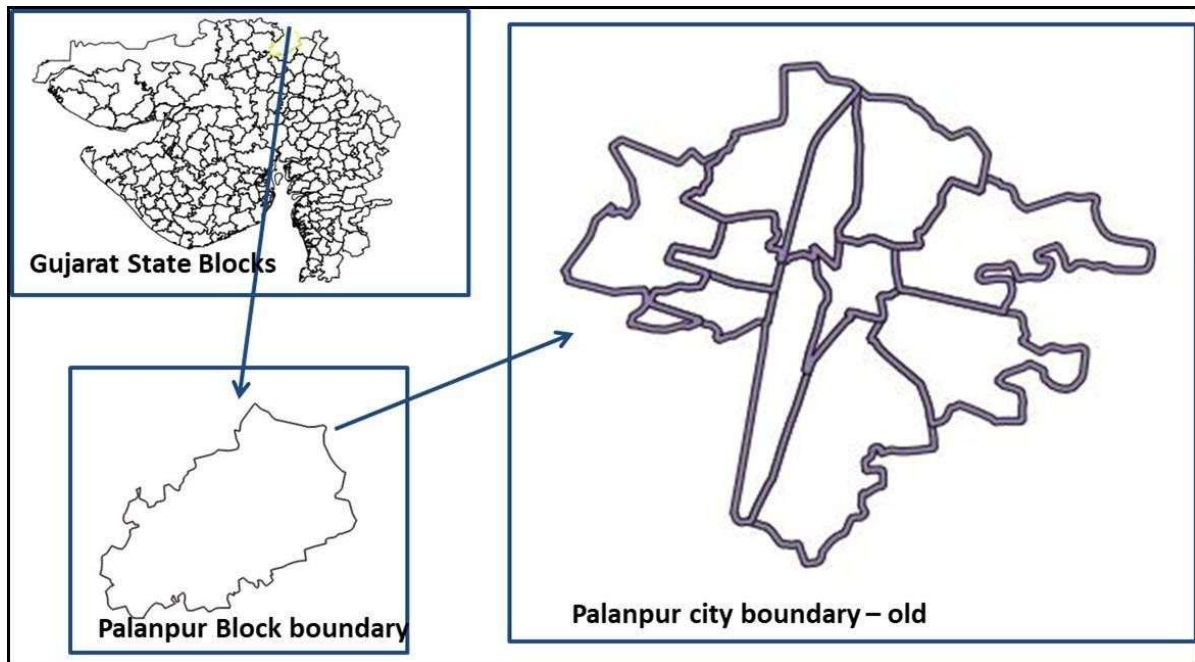 Gujarat State Blocks
Palanpur Block boundary
Palanpur city boundary – old